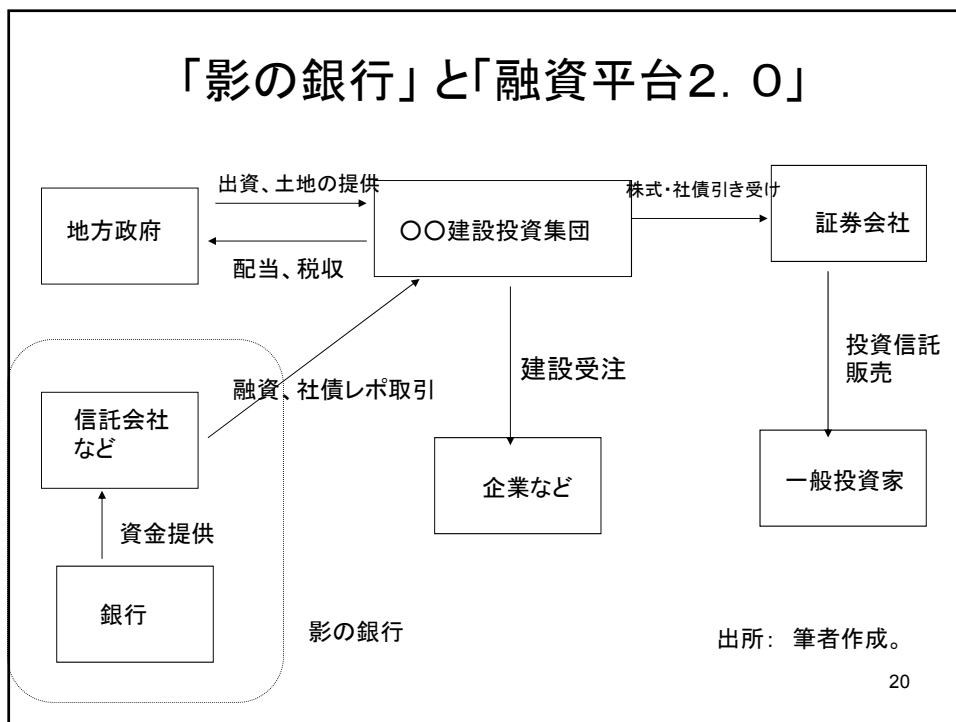 「影の銀行」と「融資平台２．０」
出資、土地の提供
株式・社債引き受け
地方政府
〇〇建設投資集団
証券会社
配当、税収
投資信託
販売
建設受注
融資、社債レポ取引
信託会社
など
企業など
一般投資家
資金提供
銀行
影の銀行
出所： 筆者作成。
20